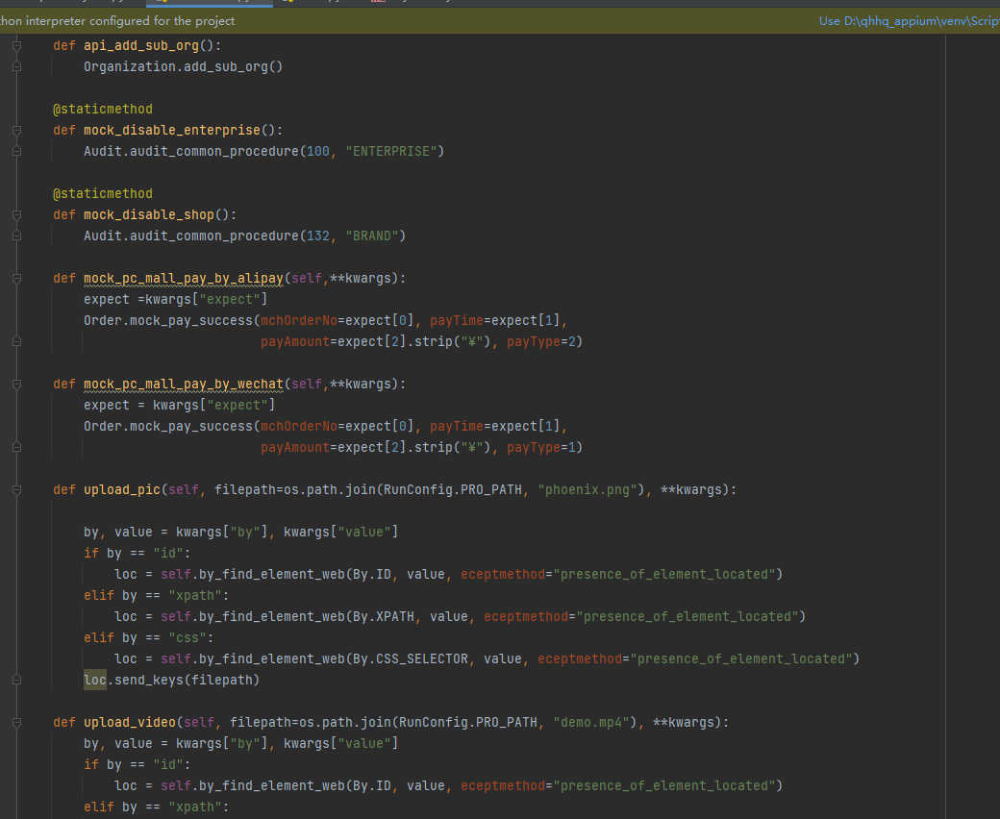 thon interpreter configured for the project Use D:\qhhq_appium\venv\Scrip
def api_add_sub_org():
Organization.add_sub_org()
@staticmethod
def mock_disable_enterprise():
Audit.audit_common_procedure(100, "ENTERPRISE")
@staticmethod
def mock_disable_shop():
Audit.audit_common_procedure(132, "BRAND")
def mock_pc_mall_pay_by_alipay(self,**kwargs):
expect =kwargs["expect"]
Order.mock_pay_success(mchOrderNo=expect[0], payTime=expect[1],
payAmount=expect[2].strip("¥"), payType=2)
def mock_pc_mall_pay_by_wechat(self,**kwargs):
expect = kwargs["expect"]
Order.mock_pay_success(mchOrderNo=expect[0], payTime=expect[1],
payAmount=expect[2].strip("¥"), payType=1)
def upload_pic(self, filepath=os.path.join(RunConfig.PRO_PATH, "phoenix.png"), **kwargs):
by, value = kwargs["by"], kwargs["value"]
if by == "id":
loc = self.by_find_element_web(By.ID, value, eceptmethod="presence_of_element_located")
elif by == "xpath":
loc = self.by_find_element_web(By.XPATH, value, eceptmethod="presence_of_element_located")
elif by == "css":
loc = self.by_find_element_web(By.CSS_SELECTOR, value, eceptmethod="presence_of_element_located")
loc.send_keys(filepath)
def upload_video(self, filepath=os.path.join(RunConfig.PRO_PATH, "demo.mp4"), **kwargs):
by, value = kwargs["by"], kwargs["value"]
if by == "id":
loc = self.by_find_element_web(By.ID, value, eceptmethod="presence_of_element_located")
elif by == "xpath":